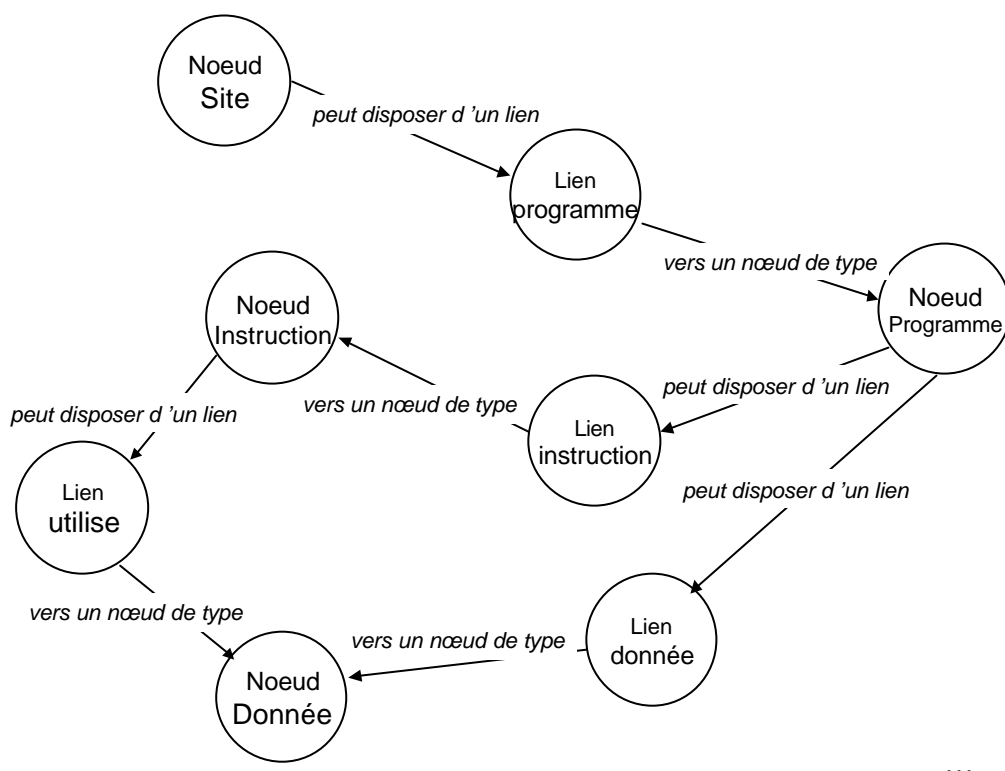 Noeud
Site
peut disposer d 'un lien
Lien
programme
vers un nœud de type
Noeud
Programme
Noeud
Instruction
peut disposer d 'un lien
vers un nœud de type
Lien
instruction
peut disposer d 'un lien
Lien
utilise
peut disposer d 'un lien
vers un nœud de type
vers un nœud de type
Lien
donnée
Noeud
Donnée